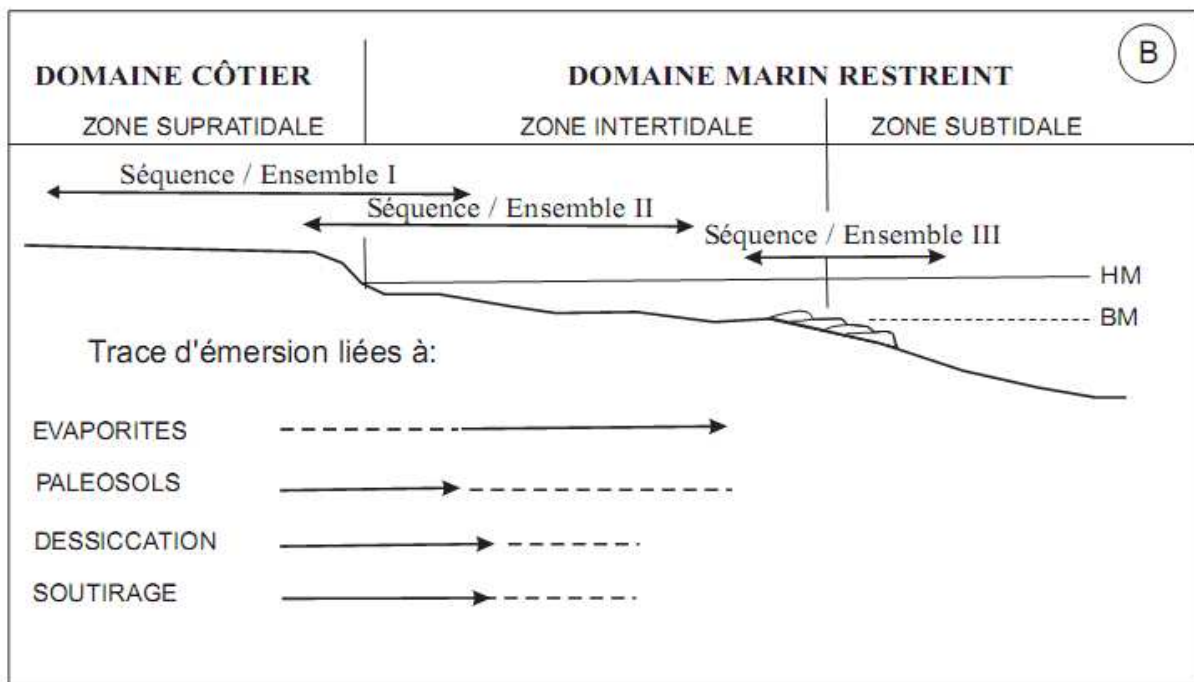 B
DOMAINE CÔTIER
DOMAINE MARIN RESTREINT
ZONE SUPRATIDALE
ZONE INTERTIDALE
ZONE SUBTIDALE
Séquence / Ensemble I
Séquence / Ensemble II
Séquence / Ensemble III
HM
BM
Trace d'émersion liées à:
EVAPORITES
PALEOSOLS
DESSICCATION
SOUTIRAGE